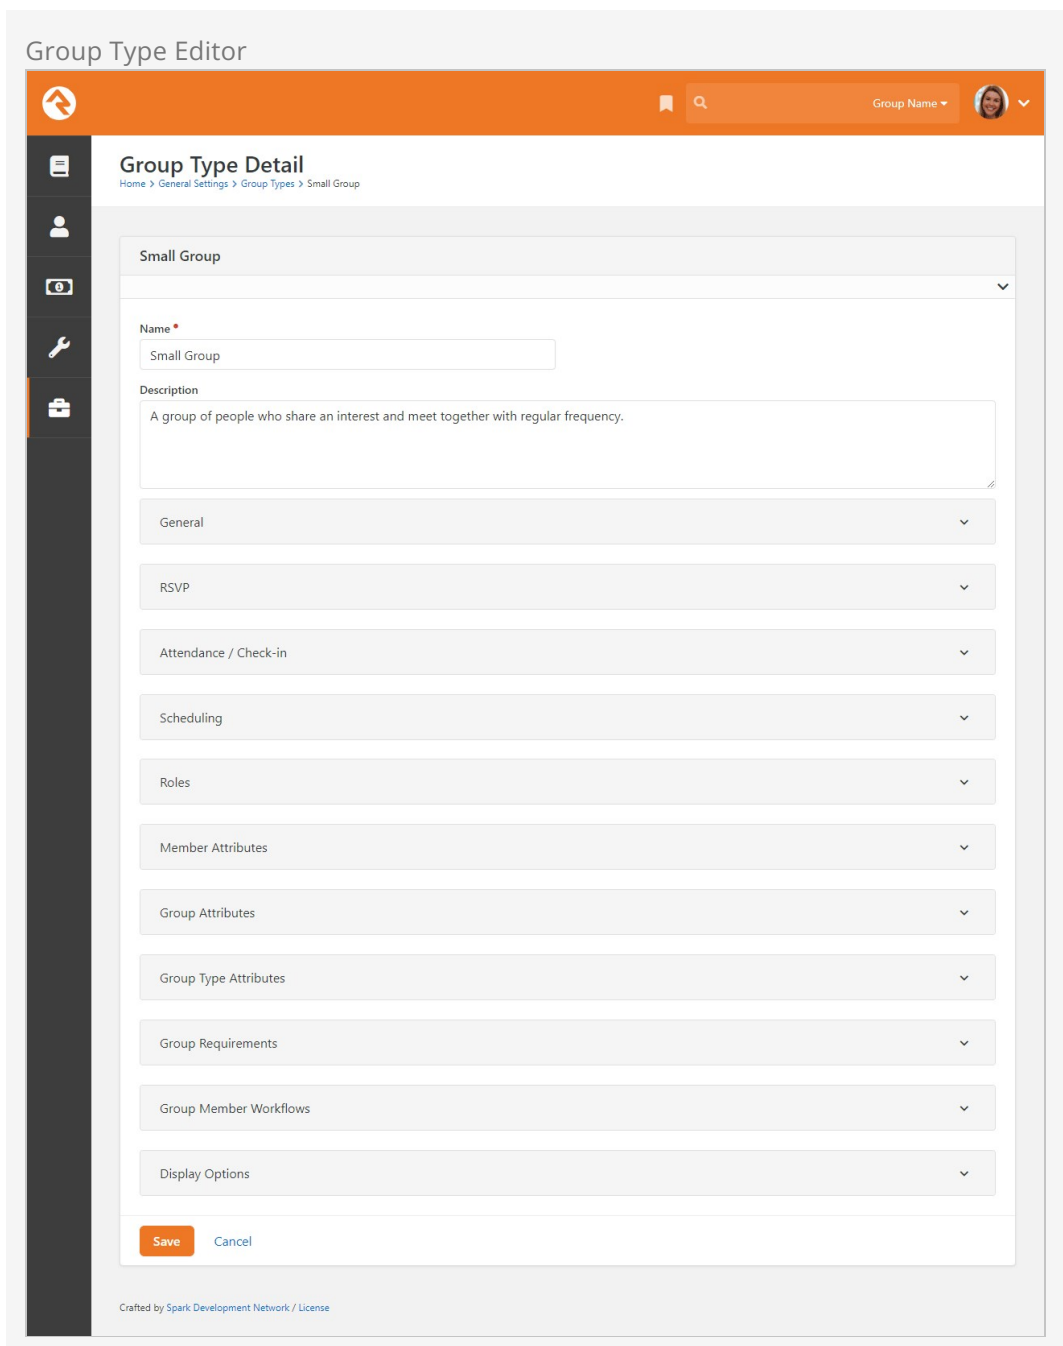 Group Type Editor
Group Name
Group Type Detail
Home > General Settings > Group Types > Small Group
Small Group
Name
Small Group
Description
A group of people who share an interest and meet together with regular frequency.
General
RSVP
Attendance / Check-in
Scheduling
Roles
Member Attributes
Group Attributes
Group Type Attributes
Group Requirements
Group Member Workflows
Display Options
Save Cancel
Crafted by Spark Development Network / License